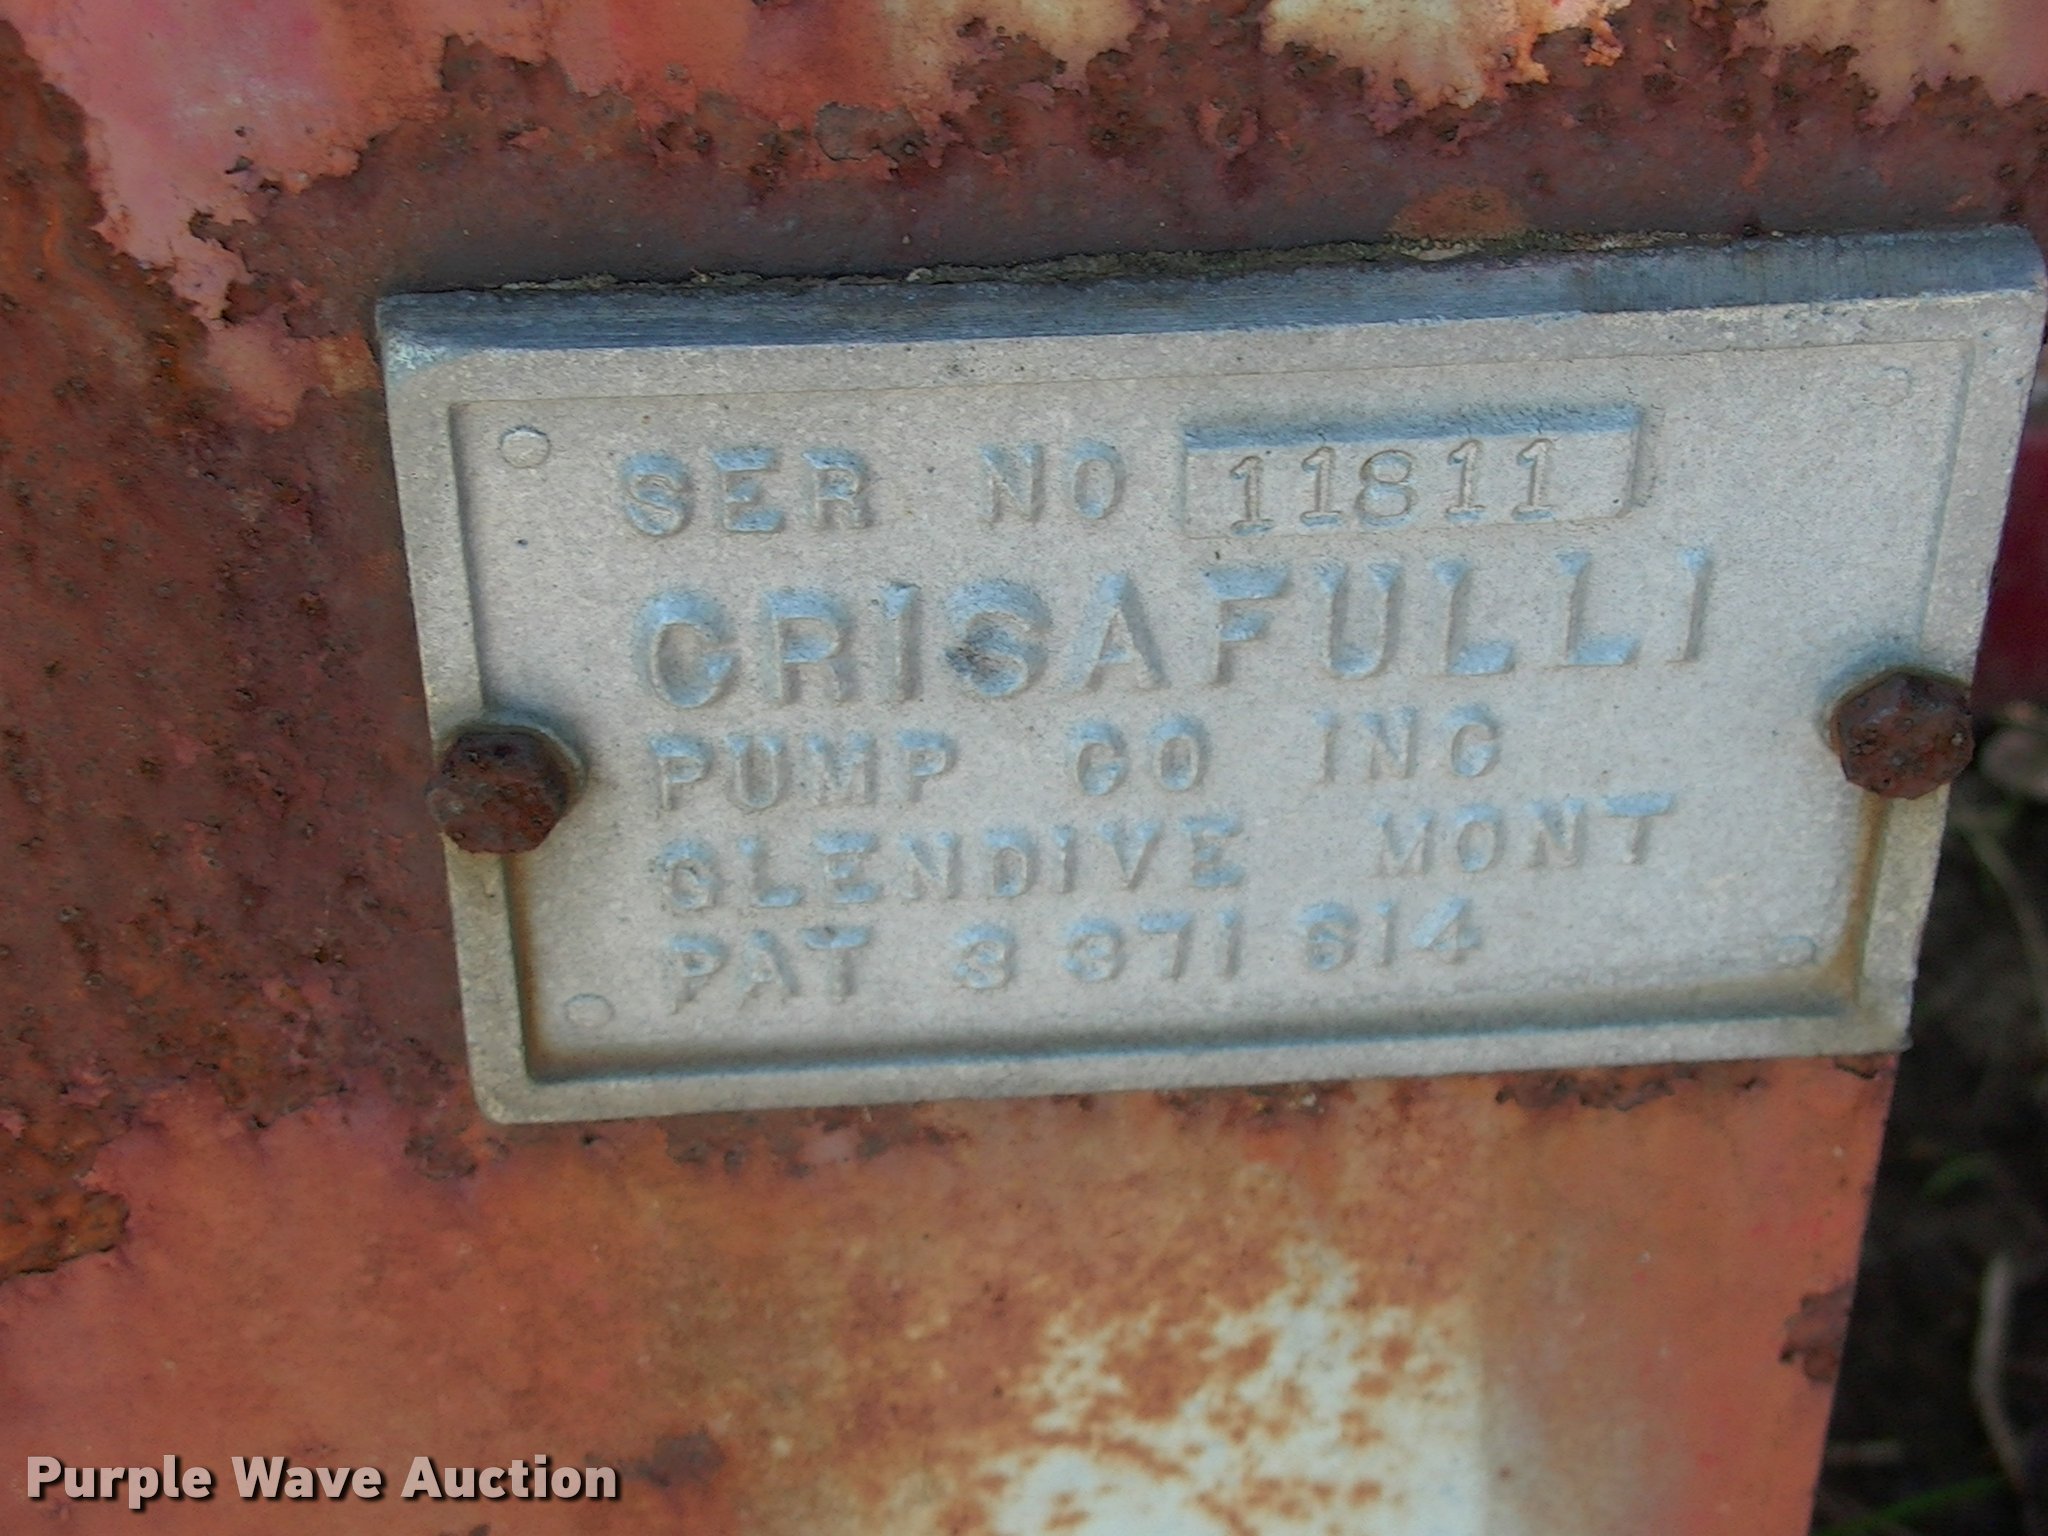 SER NO 11811
CRISAFULLI
PUMP CO INC
GLENDIVE MONT
PAT 3 371 614
Purple Wave Auction